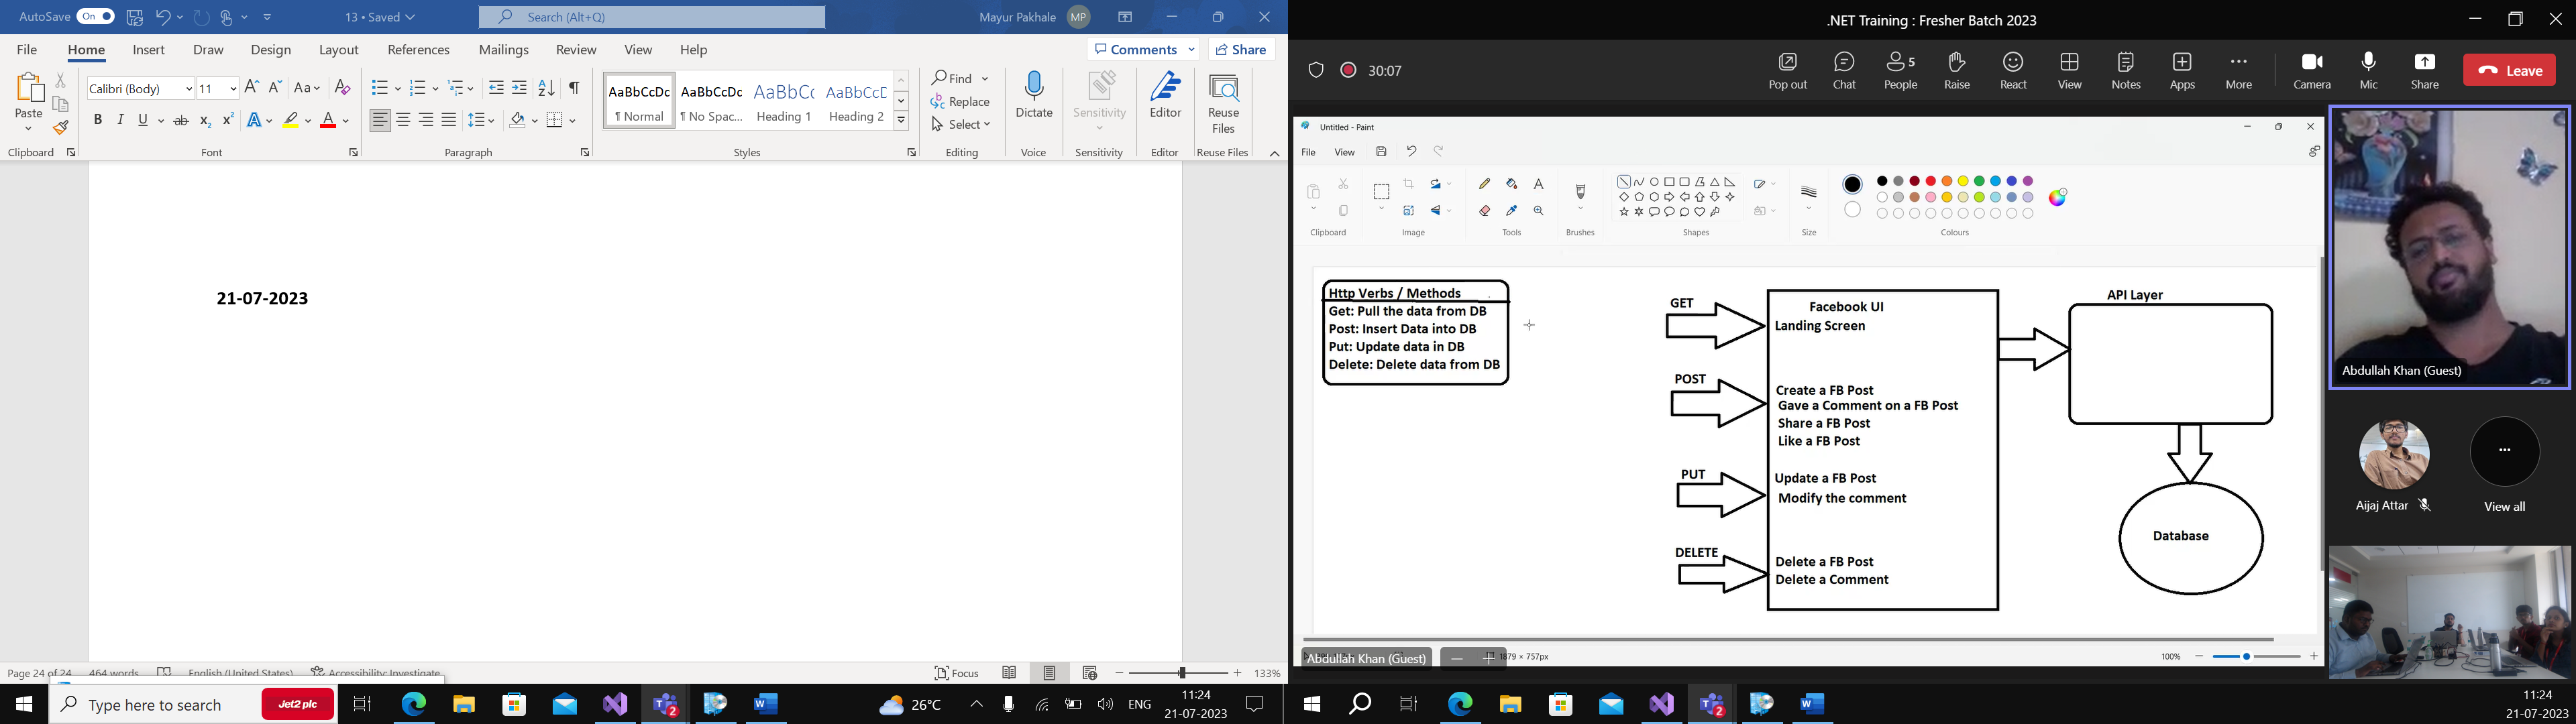 AutoSave On 13 • Saved Search (Alt+Q) Mayur Pakhale MP
File Home Insert Draw Design Layout References Mailings Review View Help Comments Share
Calibri (Body) 11 Aa
Paste
AaBbCcDc AaBbCcDc AaBbCc AaBbCcD
¶ Normal ¶ No Spac... Heading 1 Heading 2
Find
Replace
Select
Dictate Sensitivity Editor Reuse Files
Clipboard Font Paragraph Styles Editing Voice Sensitivity Editor Reuse Files
21-07-2023
Page 24 of 24 464 words English (United States) Accessibility: Investigate Focus 133%
Type here to search Jet2 plc 26°C ENG 11:24
21-07-2023
.NET Training : Fresher Batch 2023
30:07
Pop out Chat People 5 Raise React View Notes Apps More Camera Mic Share Leave
Untitled - Paint
File View
Clipboard Image Tools Brushes Shapes Size Colours
Http Verbs / Methods
Get: Pull the data from DB
Post: Insert Data into DB
Put: Update data in DB
Delete: Delete data from DB
GET
POST
PUT
DELETE
Facebook UI
Landing Screen
Create a FB Post
Gave a Comment on a FB Post
Share a FB Post
Like a FB Post
Update a FB Post
Modify the comment
Delete a FB Post
Delete a Comment
API Layer
Database
Abdullah Khan (Guest)
1879 × 757px
100%
Abdullah Khan (Guest)
Aijaj Attar
View all
11:24
21-07-2023